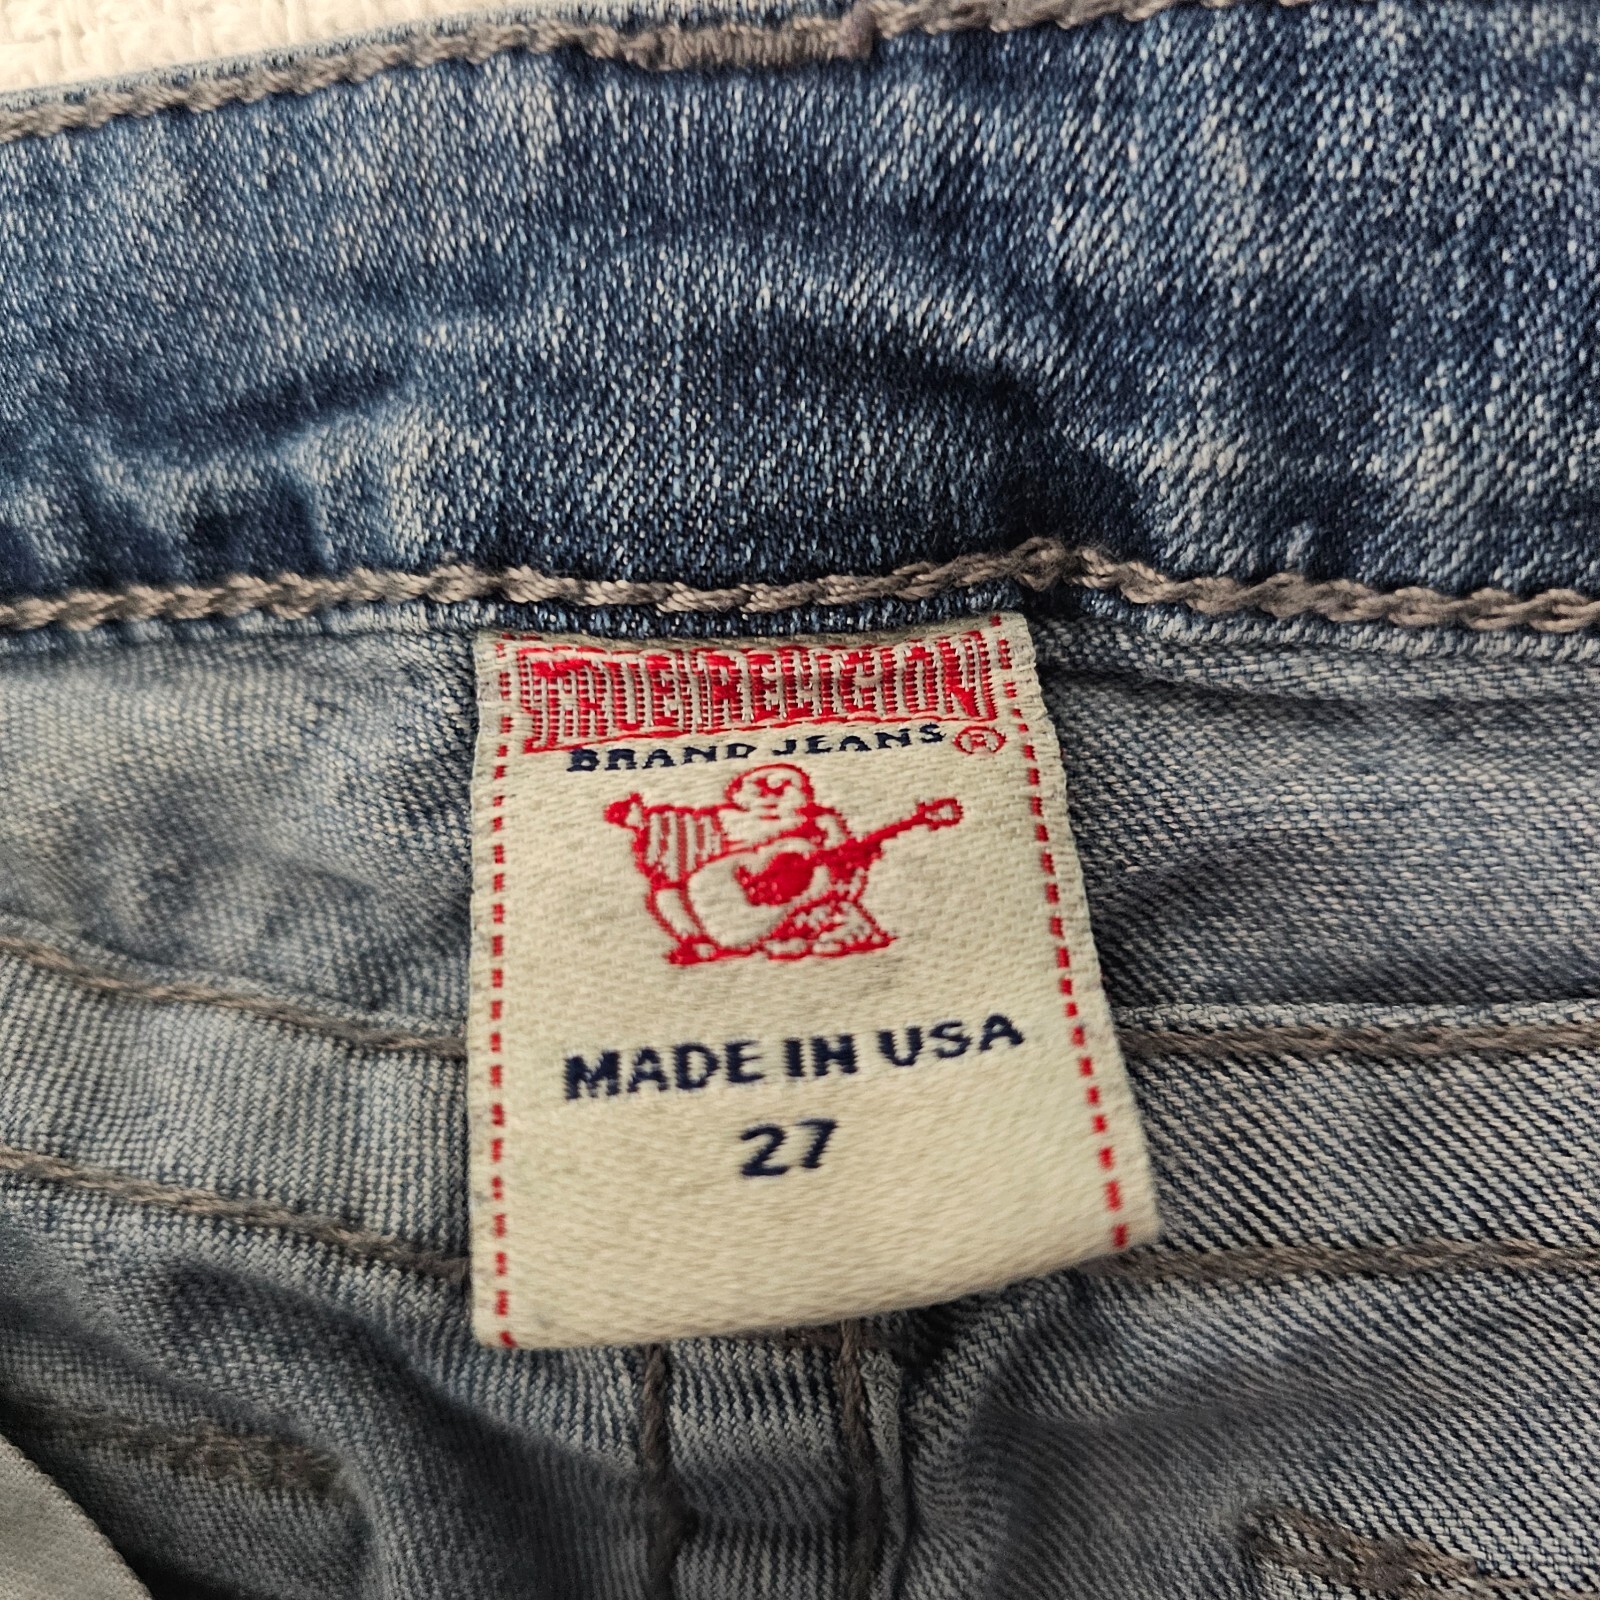 TRUE RELIGION
BRAND JEANS ®
MADE IN USA
27